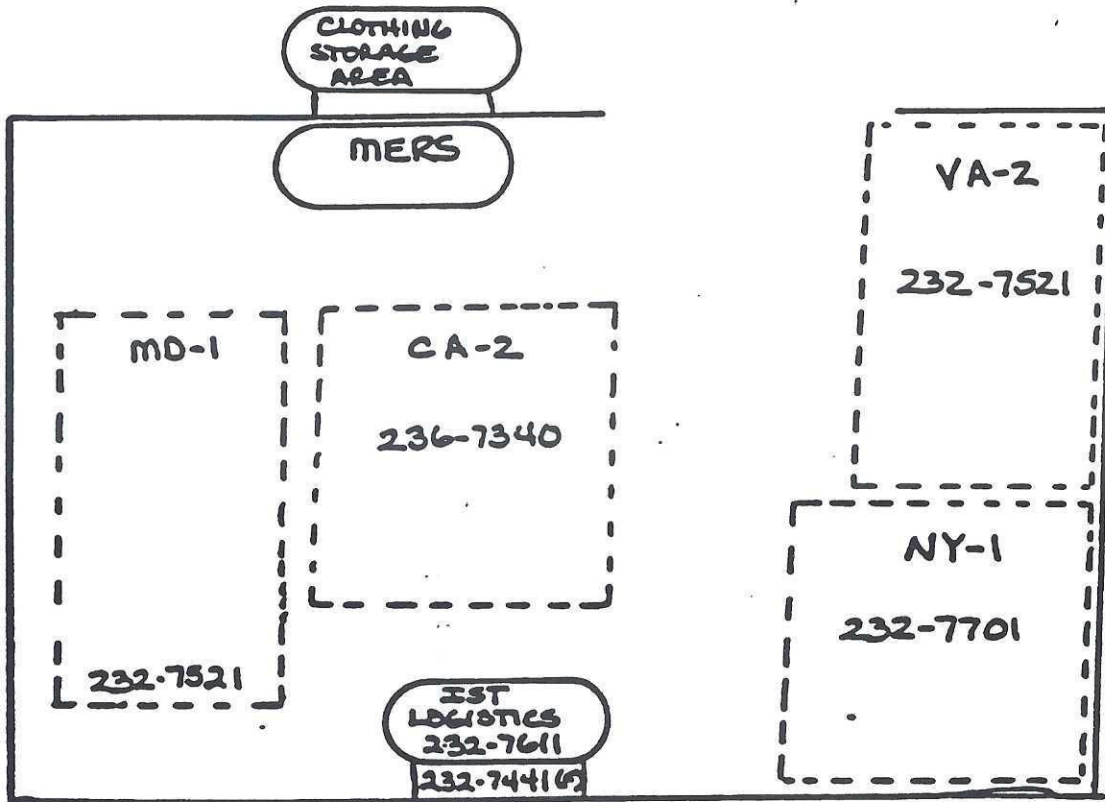 CLOTHING
STORAGE
AREA
MERS
VA-2
232-7521
MD-1
232-7521
CA-2
236-7340
NY-1
232-7701
IST
LOGISTICS
232-7611
232-7441